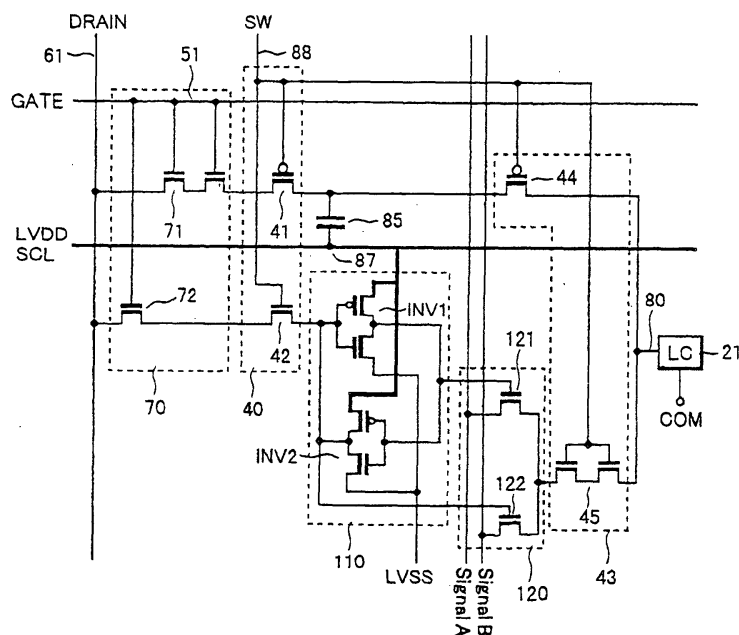 DRAIN
SW
61
88
51
GATE
44
71
41
85
LVDD
SCL
87
72
INV1
80
42
121
LC
21
70
40
COM
INV2
122
45
110
120
43
LVSS
Signal A
Signal B